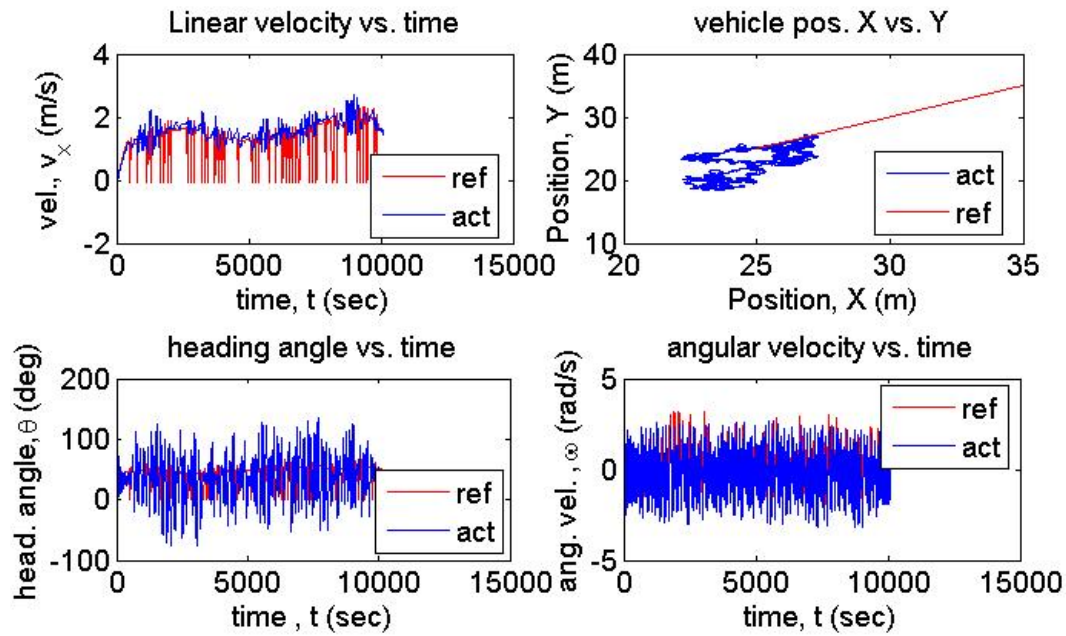 Linear velocity vs. time
vel., v_x (m/s)
4
2
0
-2
0 5000 10000 15000
time, t (sec)
ref
act
vehicle pos. X vs. Y
Position, Y (m)
40
30
20
10
20 25 30 35
Position, X (m)
act
ref
heading angle vs. time
head. angle,θ (deg)
200
100
0
-100
0 5000 10000 15000
time , t (sec)
ref
act
angular velocity vs. time
ang. vel. , ω (rad/s)
5
0
-5
0 5000 10000 15000
time, t (sec)
ref
act